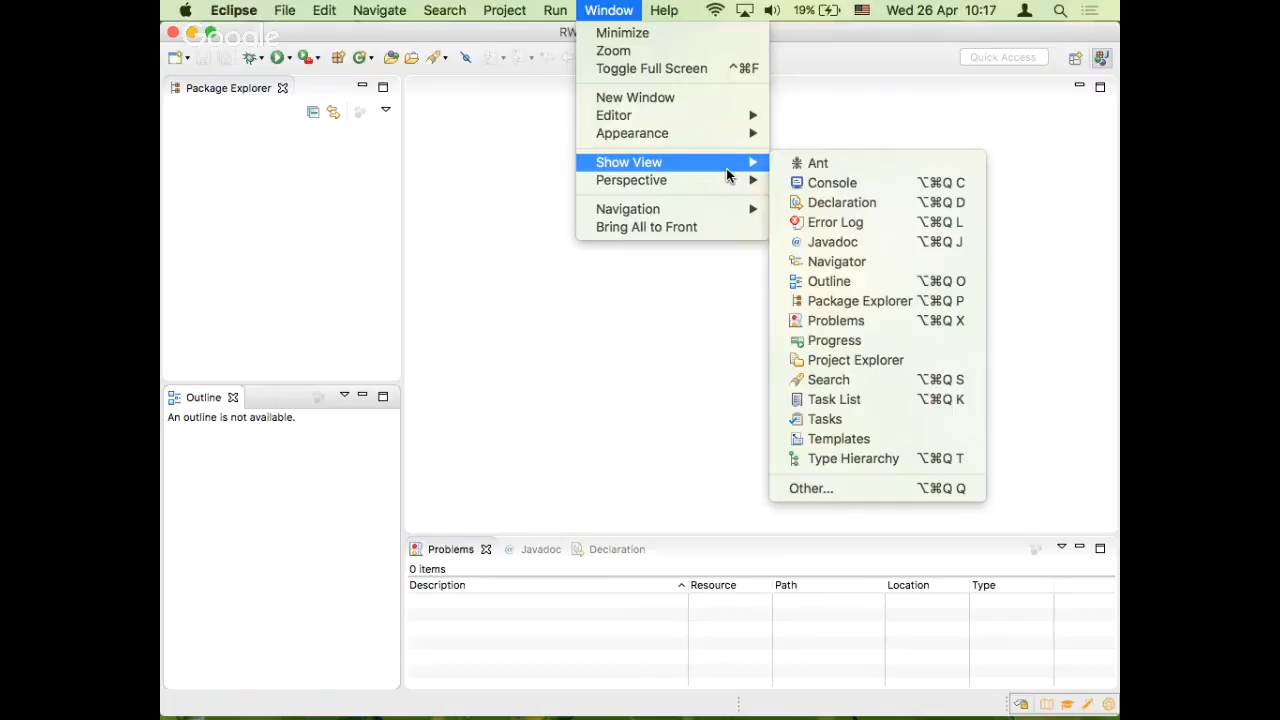 Eclipse File Edit Navigate Search Project Run Window Help 19% Wed 26 Apr 10:17
Google
RW
Minimize
Zoom
Toggle Full Screen ^⌘F
New Window
Editor
Appearance
Show View
Perspective
Navigation
Bring All to Front
Quick Access
Package Explorer
Ant
Console ⌥⌘Q C
Declaration ⌥⌘Q D
Error Log ⌥⌘Q L
Javadoc ⌥⌘Q J
Navigator
Outline ⌥⌘Q O
Package Explorer ⌥⌘Q P
Problems ⌥⌘Q X
Progress
Project Explorer
Search ⌥⌘Q S
Task List ⌥⌘Q K
Tasks
Templates
Type Hierarchy ⌥⌘Q T
Other... ⌥⌘Q Q
Outline
An outline is not available.
Problems Javadoc Declaration
0 items
Description Resource Path Location Type